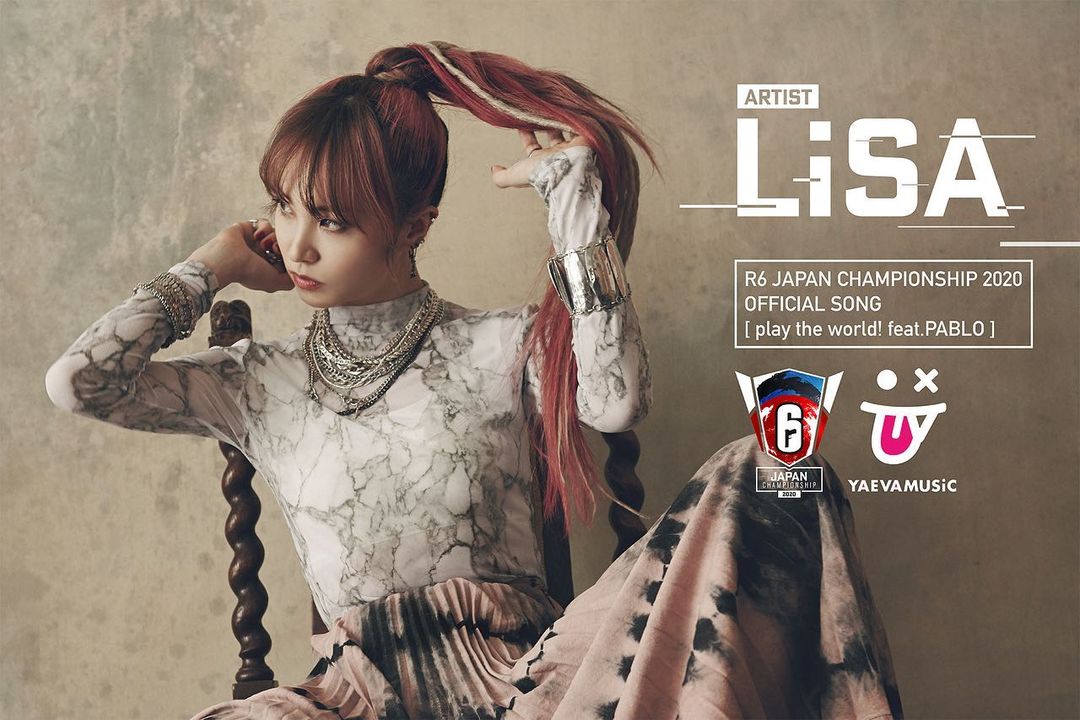 ARTIST
LiSA
R6 JAPAN CHAMPIONSHIP 2020
OFFICIAL SONG
[ play the world! feat.PABLO ]
6
JAPAN
CHAMPIONSHIP
2020
YAEVAMUSiC